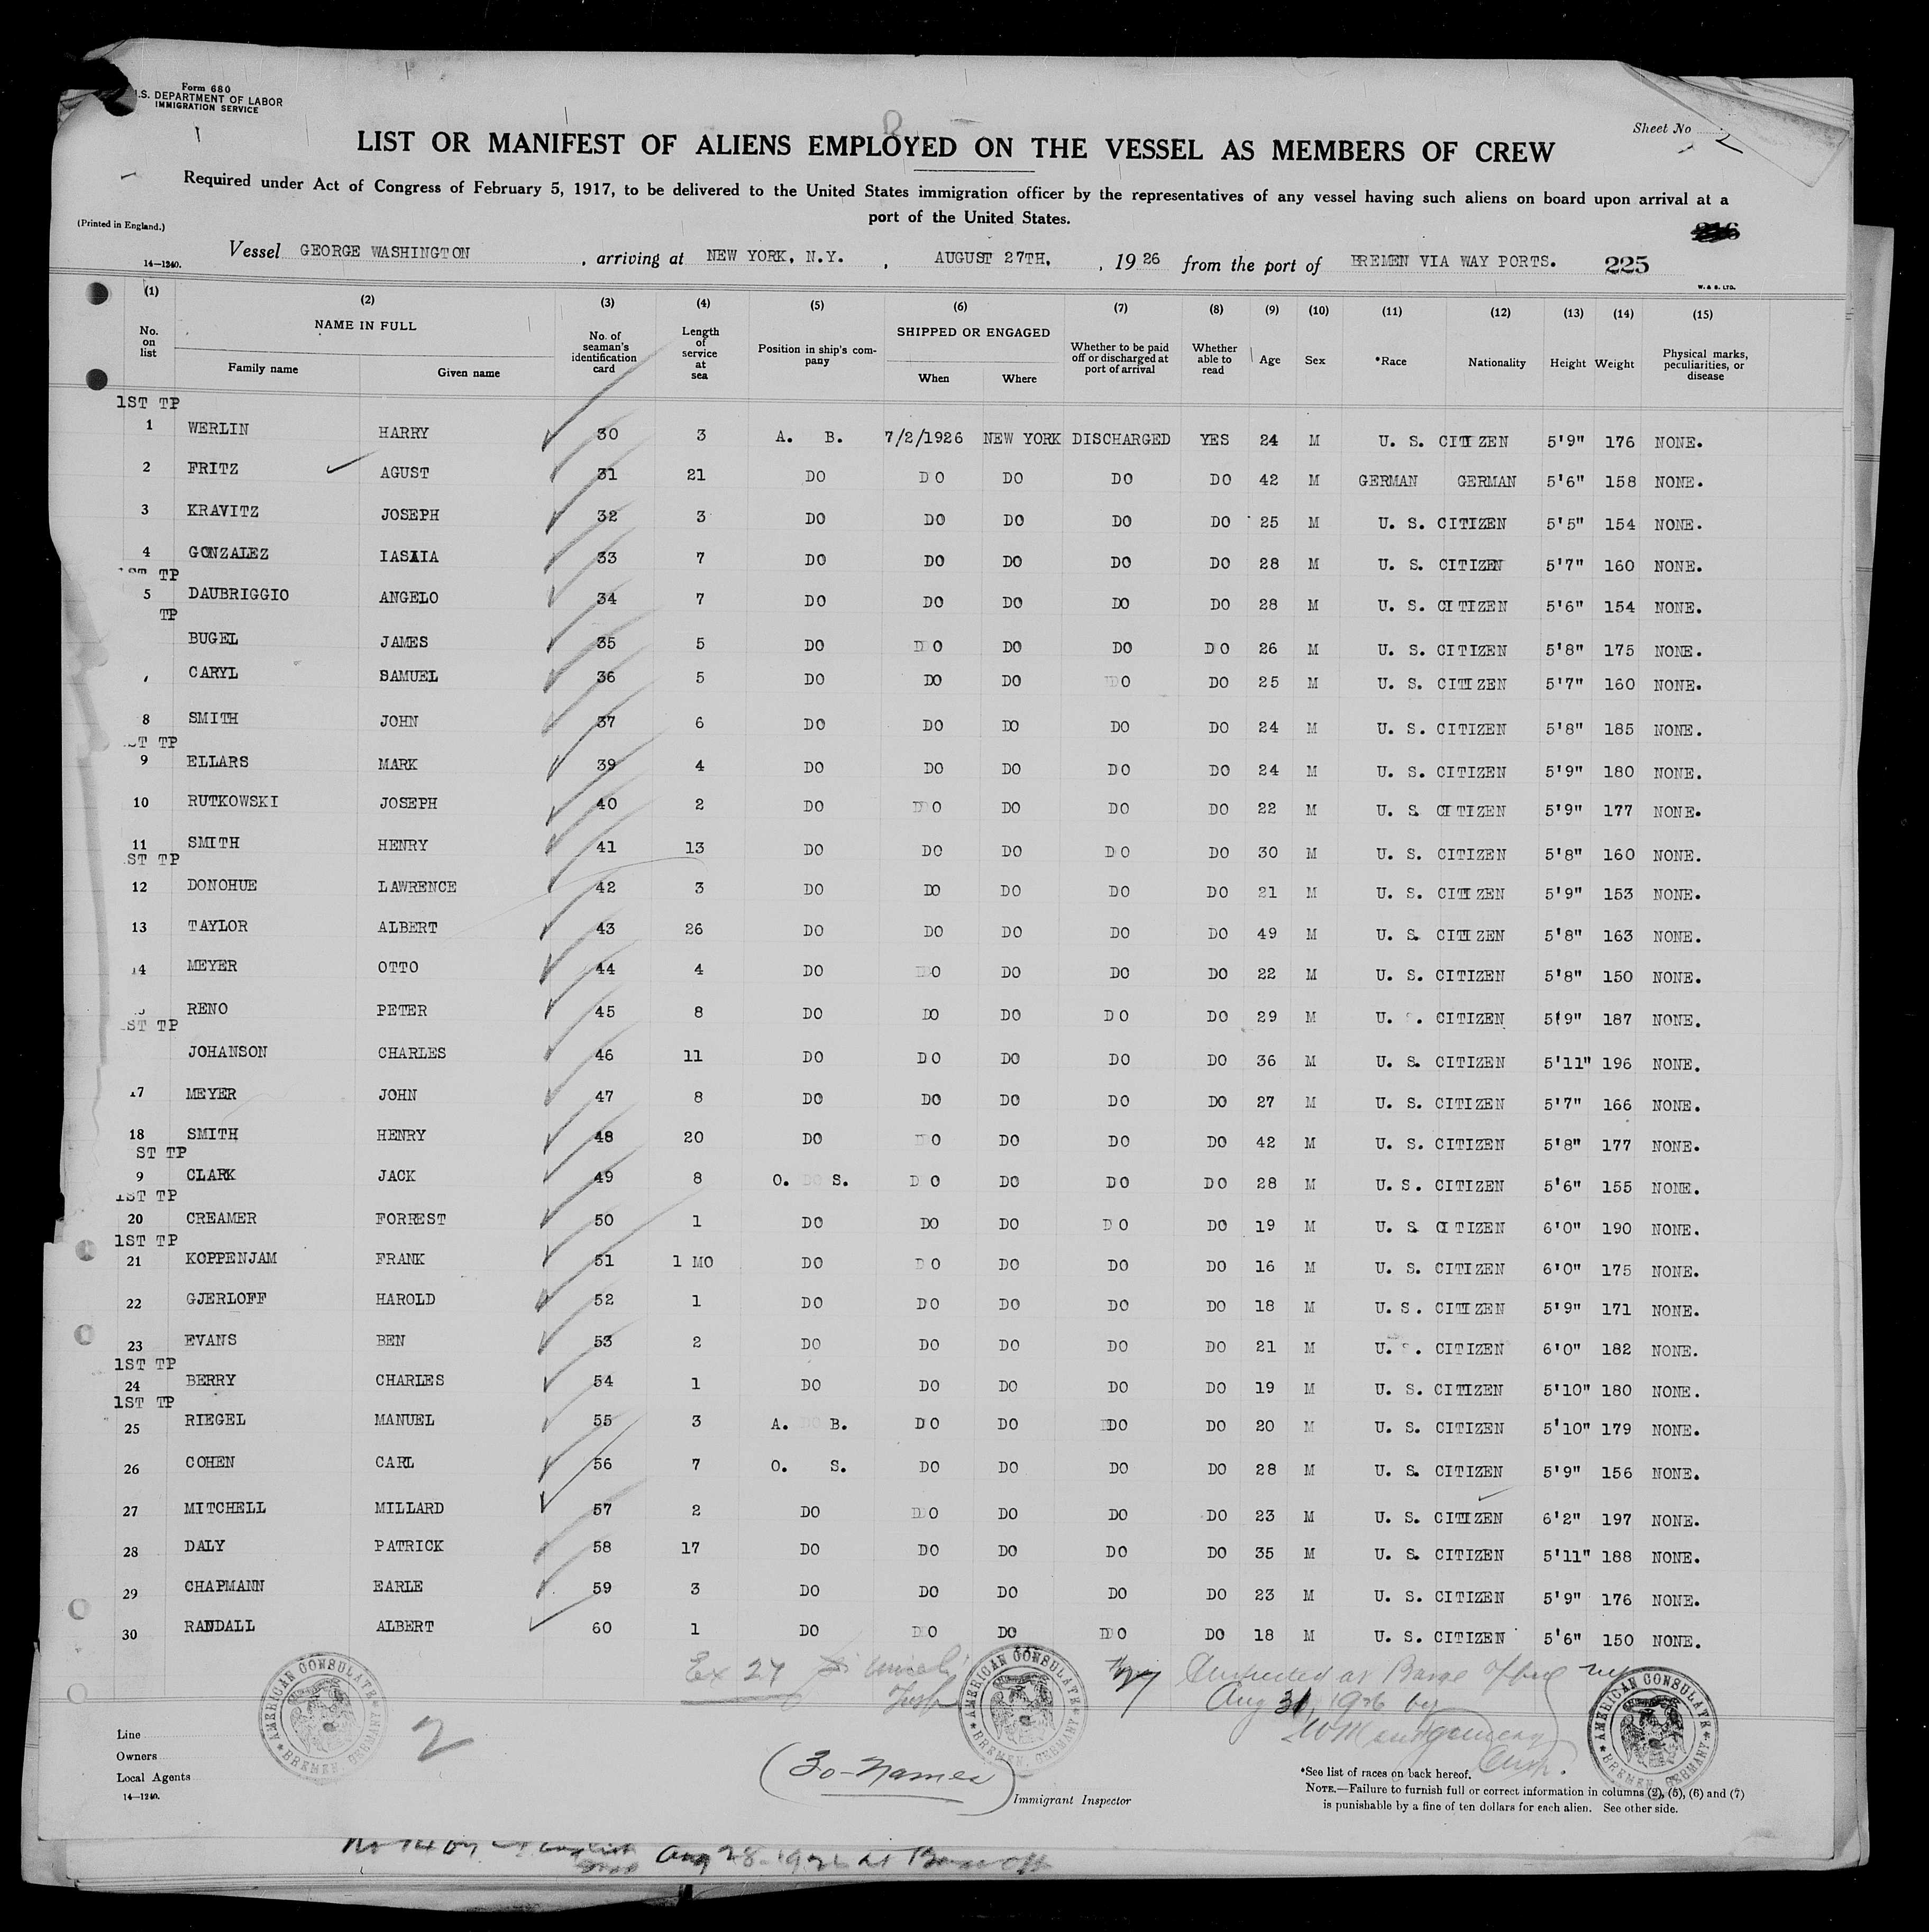 Form 680
U.S. DEPARTMENT OF LABOR
IMMIGRATION SERVICE
Sheet No 2
LIST OR MANIFEST OF ALIENS EMPLOYED ON THE VESSEL AS MEMBERS OF CREW
Required under Act of Congress of February 5, 1917, to be delivered to the United States immigration officer by the representatives of any vessel having such aliens on board upon arrival at a
port of the United States.
(Printed in England.)
14—1240.
Vessel GEORGE WASHINGTON , arriving at NEW YORK, N.Y. , AUGUST 27TH, , 1926 from the port of BREMEN VIA WAY PORTS. 225
W. & S. LTD.
(1) (2) (3) (4) (5) (6) (7) (8) (9) (10) (11) (12) (13) (14) (15)
No. on list NAME IN FULL Family name Given name No. of seaman's identification card Length of service at sea Position in ship's company SHIPPED OR ENGAGED When Where Whether to be paid off or discharged at port of arrival Whether able to read Age Sex *Race Nationality Height Weight Physical marks, peculiarities, or disease
1ST TP
1 WERLIN HARRY 30 3 A. B. 7/2/1926 NEW YORK DISCHARGED YES 24 M U. S. CITIZEN 5'9" 176 NONE.
2 FRITZ AGUST 31 21 DO DO DO DO DO 42 M GERMAN GERMAN 5'6" 158 NONE.
3 KRAVITZ JOSEPH 32 3 DO DO DO DO DO 25 M U. S. CITIZEN 5'5" 154 NONE.
4 GONZALEZ IASAIA 33 7 DO DO DO DO DO 28 M U. S. CITIZEN 5'7" 160 NONE.
1ST TP
5 DAUBRIGGIO ANGELO 34 7 DO DO DO DO DO 28 M U. S. CITIZEN 5'6" 154 NONE.
TP
BUGEL JAMES 35 5 DO DO DO DO DO 26 M U. S. CITIZEN 5'8" 175 NONE.
CARYL SAMUEL 36 5 DO DO DO DO DO 25 M U. S. CITIZEN 5'7" 160 NONE.
8 SMITH JOHN 37 6 DO DO DO DO DO 24 M U. S. CITIZEN 5'8" 185 NONE.
ST TP
9 ELLARS MARK 39 4 DO DO DO DO DO 24 M U. S. CITIZEN 5'9" 180 NONE.
10 RUTKOWSKI JOSEPH 40 2 DO DO DO DO DO 22 M U. S. CITIZEN 5'9" 177 NONE.
11 SMITH HENRY 41 13 DO DO DO DO DO 30 M U. S. CITIZEN 5'8" 160 NONE.
ST TP
12 DONOHUE LAWRENCE 42 3 DO DO DO DO DO 21 M U. S. CITIZEN 5'9" 153 NONE.
13 TAYLOR ALBERT 43 26 DO DO DO DO DO 49 M U. S. CITIZEN 5'8" 163 NONE.
14 MEYER OTTO 44 4 DO DO DO DO DO 22 M U. S. CITIZEN 5'8" 150 NONE.
RENO PETER 45 8 DO DO DO DO DO 29 M U. S. CITIZEN 5'9" 187 NONE.
ST TP
JOHANSON CHARLES 46 11 DO DO DO DO DO 36 M U. S. CITIZEN 5'11" 196 NONE.
17 MEYER JOHN 47 8 DO DO DO DO DO 27 M U. S. CITIZEN 5'7" 166 NONE.
18 SMITH HENRY 48 20 DO DO DO DO DO 42 M U. S. CITIZEN 5'8" 177 NONE.
ST TP
9 CLARK JACK 49 8 O. S. DO DO DO DO 28 M U. S. CITIZEN 5'6" 155 NONE.
1ST TP
20 CREAMER FORREST 50 1 DO DO DO DO DO 19 M U. S. CITIZEN 6'0" 190 NONE.
1ST TP
21 KOPPENJAM FRANK 51 1 MO DO DO DO DO DO 16 M U. S. CITIZEN 6'0" 175 NONE.
22 GJERLOFF HAROLD 52 1 DO DO DO DO DO 18 M U. S. CITIZEN 5'9" 171 NONE.
23 EVANS BEN 53 2 DO DO DO DO DO 21 M U. S. CITIZEN 6'0" 182 NONE.
1ST TP
24 BERRY CHARLES 54 1 DO DO DO DO DO 19 M U. S. CITIZEN 5'10" 180 NONE.
1ST TP
25 RIEGEL MANUEL 55 3 A. B. DO DO DO DO 20 M U. S. CITIZEN 5'10" 179 NONE.
26 COHEN CARL 56 7 O. S. DO DO DO DO 28 M U. S. CITIZEN 5'9" 156 NONE.
27 MITCHELL MILLARD 57 2 DO DO DO DO DO 23 M U. S. CITIZEN 6'2" 197 NONE.
28 DALY PATRICK 58 17 DO DO DO DO DO 35 M U. S. CITIZEN 5'11" 188 NONE.
29 CHAPMANN EARLE 59 3 DO DO DO DO DO 23 M U. S. CITIZEN 5'9" 176 NONE.
30 RANDALL ALBERT 60 1 DO DO DO DO DO 18 M U. S. CITIZEN 5'6" 150 NONE.
Ex 27
at Barge Office
Aug 31, 1926 by
Montgomery
Insp.
AMERICAN CONSULATE BREMEN, GERMANY
AMERICAN CONSULATE BREMEN, GERMANY
AMERICAN CONSULATE BREMEN, GERMANY
2
Line
Owners
Local Agents
14—1240.
(30-Names)
Immigrant Inspector
*See list of races on back hereof.
NOTE.—Failure to furnish full or correct information in columns (2), (5), (6) and (7)
is punishable by a fine of ten dollars for each alien. See other side.
Aug 28-1926 at